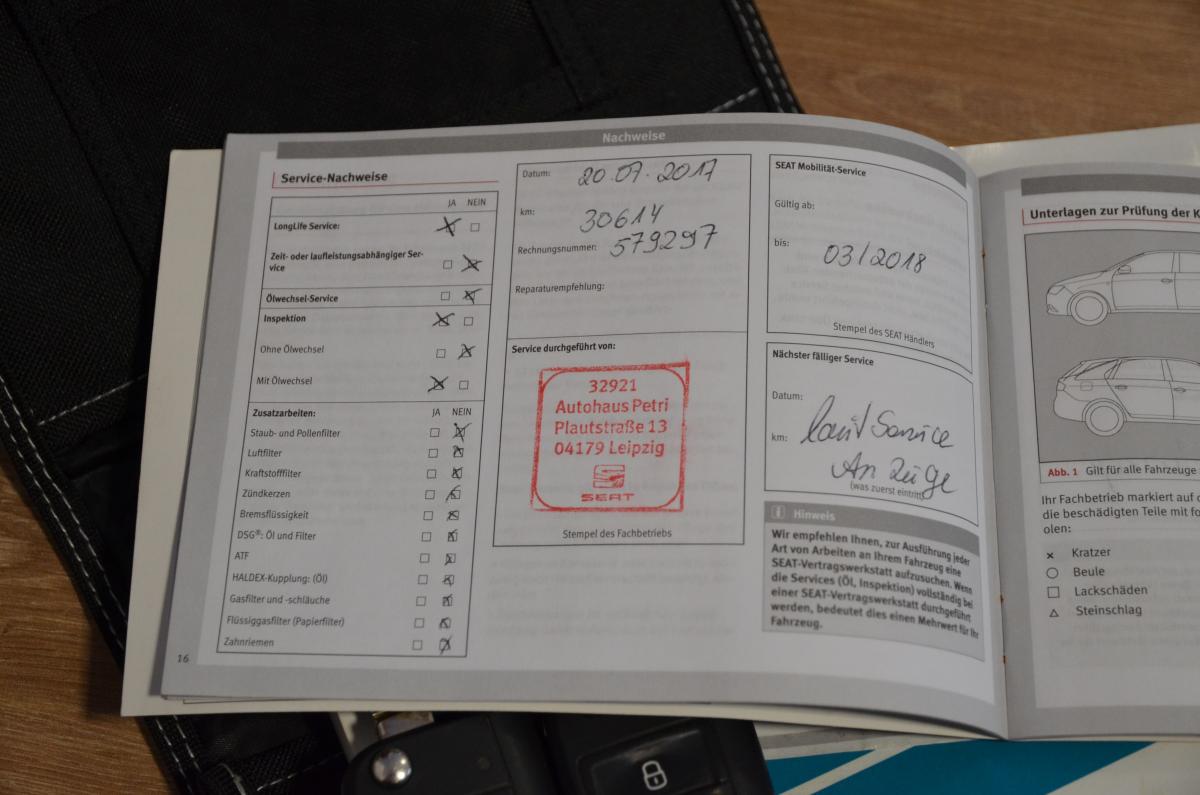 Nachweise
Service-Nachweise
JA NEIN
LongLife Service:
Zeit- oder laufleistungsabhängiger Ser-
vice
Ölwechsel-Service
Inspektion
Ohne Ölwechsel
Mit Ölwechsel
Zusatzarbeiten: JA NEIN
Staub- und Pollenfilter
Luftfilter
Kraftstofffilter
Zündkerzen
Bremsflüssigkeit
DSG®: Öl und Filter
ATF
HALDEX-Kupplung: (Öl)
Gasfilter und -schläuche
Flüssiggasfilter (Papierfilter)
Zahnriemen
16
Datum: 20.07.2017
km: 30614
Rechnungsnummer: 579297
Reparaturempfehlung:
Service durchgeführt von:
32921
Autohaus Petri
Plautstraße 13
04179 Leipzig
SEAT
Stempel des Fachbetriebs
SEAT Mobilität-Service
Gültig ab:
bis: 03/2018
Stempel des SEAT Händlers
Nächster fälliger Service
Datum:
km: laut Service
Anzeige
(was zuerst eintritt)
Hinweis
Wir empfehlen Ihnen, zur Ausführung jeder
Art von Arbeiten an Ihrem Fahrzeug eine
SEAT-Vertragswerkstatt aufzusuchen. Wenn
die Services (Öl, Inspektion) vollständig bei
einer SEAT-Vertragswerkstatt durchgeführt
werden, bedeutet dies einen Mehrwert für Ihr
Fahrzeug.
Unterlagen zur Prüfung der K
Abb. 1 Gilt für alle Fahrzeuge
Ihr Fachbetrieb markiert auf d
die beschädigten Teile mit fo
olen:
Kratzer
Beule
Lackschäden
Steinschlag